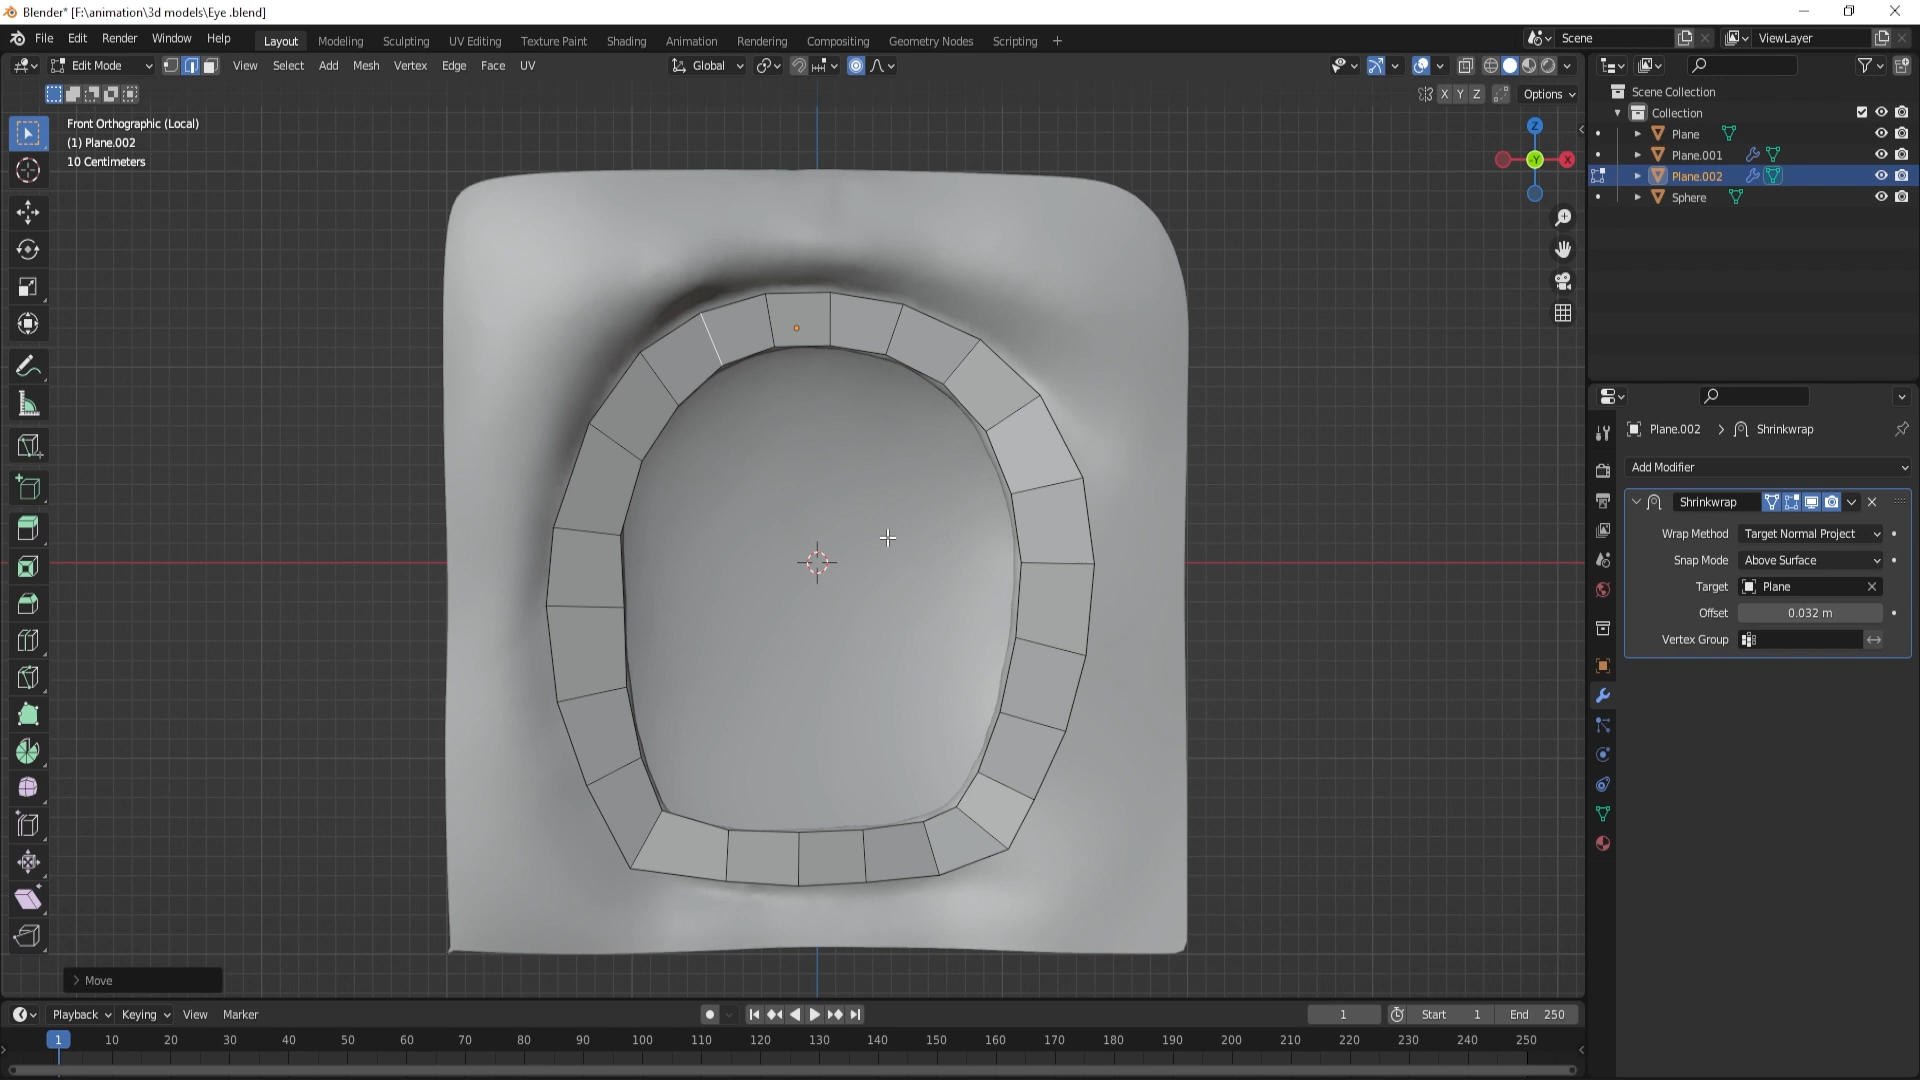 Blender* [F:\animation\3d models\Eye .blend]
File Edit Render Window Help Layout Modeling Sculpting UV Editing Texture Paint Shading Animation Rendering Compositing Geometry Nodes Scripting + Scene ViewLayer
Edit Mode View Select Add Mesh Vertex Edge Face UV Global
X Y Z Options
Front Orthographic (Local)
(1) Plane.002
10 Centimeters
Z
-Y X
Scene Collection
Collection
Plane
Plane.001
Plane.002
Sphere
Plane.002 > Shrinkwrap
Add Modifier
Shrinkwrap
Wrap Method Target Normal Project
Snap Mode Above Surface
Target Plane
Offset 0.032 m
Vertex Group
> Move
Playback Keying View Marker 1 Start 1 End 250
1 10 20 30 40 50 60 70 80 90 100 110 120 130 140 150 160 170 180 190 200 210 220 230 240 250